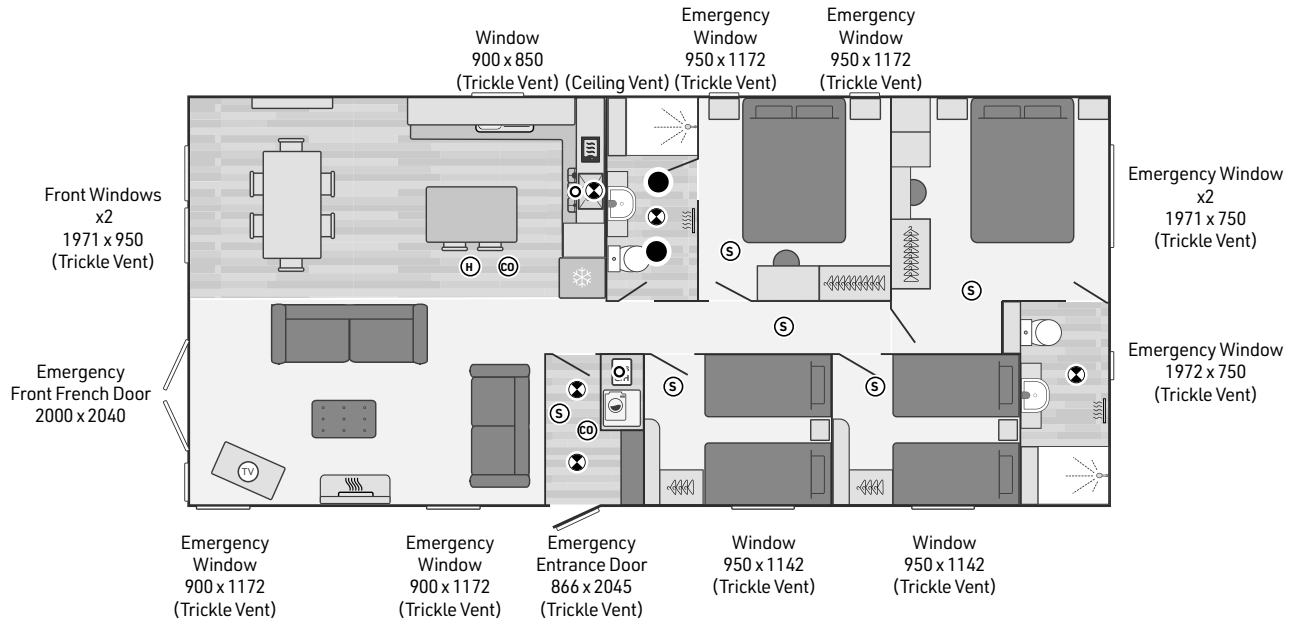 Window
900 x 850
(Trickle Vent)
(Ceiling Vent)
Emergency
Window
950 x 1172
(Trickle Vent)
Emergency
Window
950 x 1172
(Trickle Vent)
Front Windows
x2
1971 x 950
(Trickle Vent)
Emergency Window
x2
1971 x 750
(Trickle Vent)
H
CO
S
S
S
Emergency
Front French Door
2000 x 2040
Emergency Window
1972 x 750
(Trickle Vent)
S
CO
S
S
TV
Emergency
Window
900 x 1172
(Trickle Vent)
Emergency
Window
900 x 1172
(Trickle Vent)
Emergency
Entrance Door
866 x 2045
(Trickle Vent)
Window
950 x 1142
(Trickle Vent)
Window
950 x 1142
(Trickle Vent)